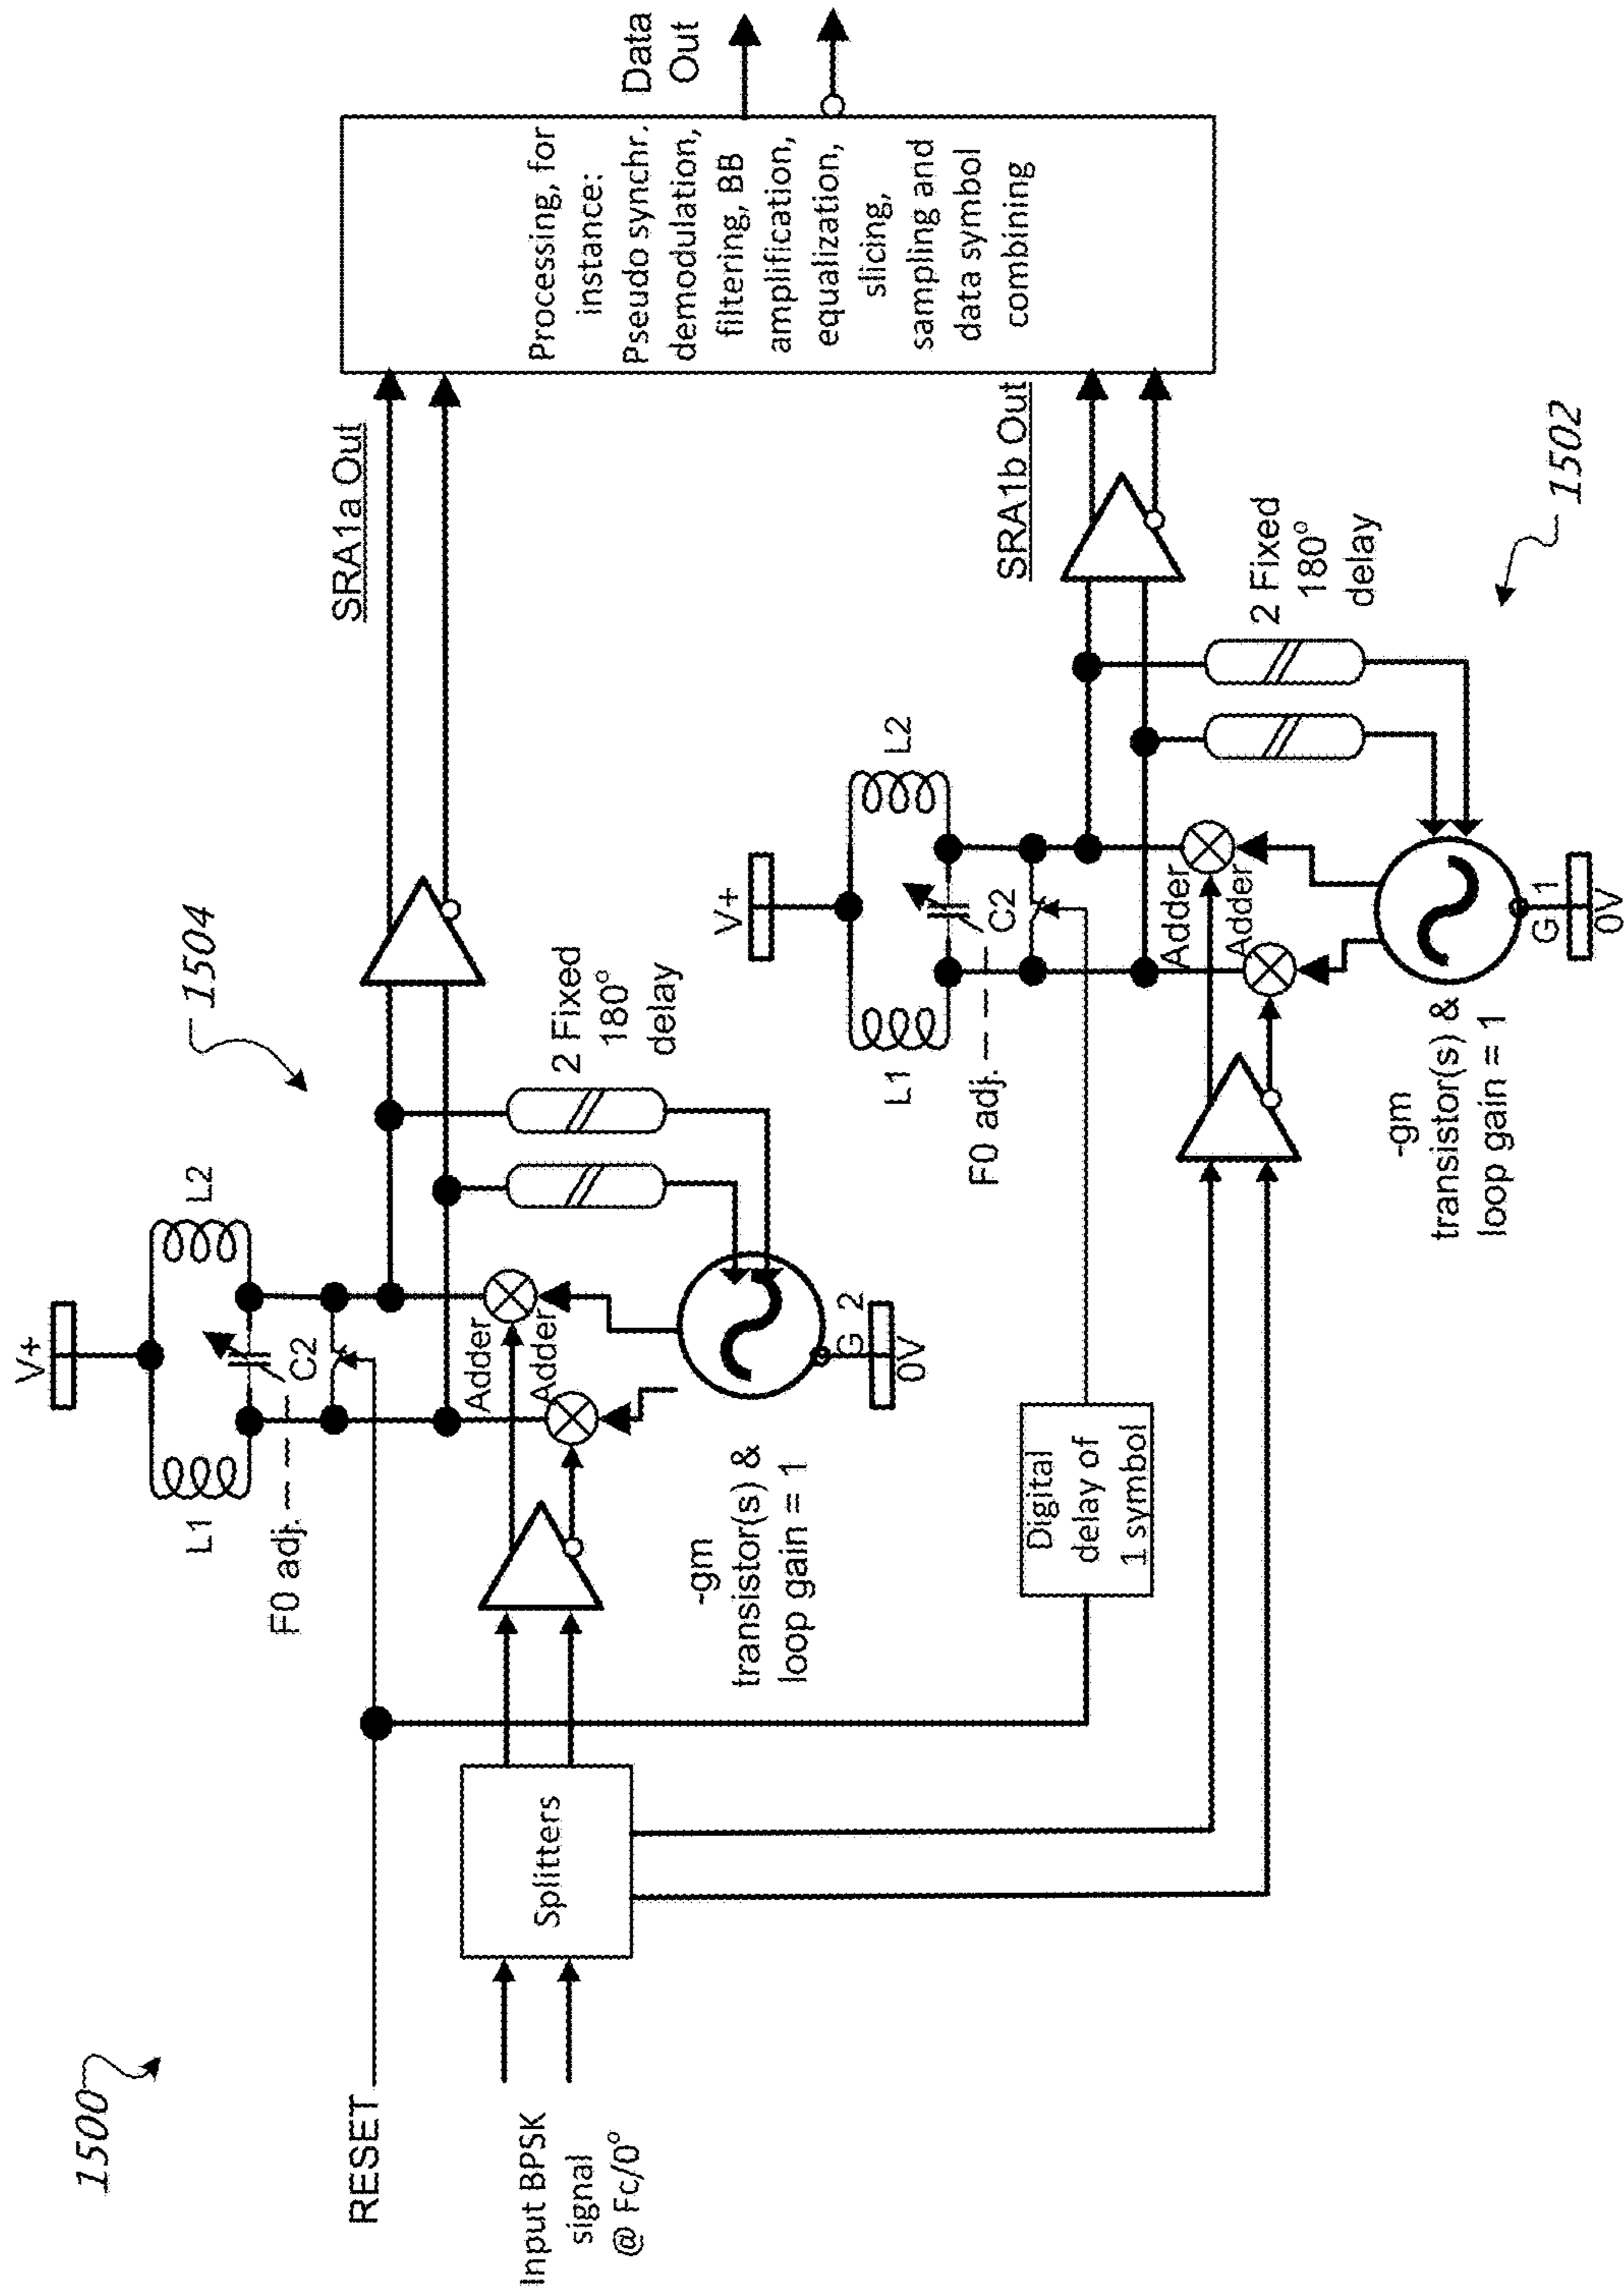 1500
RESET
Input BPSK
signal
@ Fc/0°
Splitters
1504
V+
L1
L2
F0 adj.
C2
Adder
Adder
-gm
transistor(s) &
loop gain = 1
G 2
0V
2 Fixed
180°
delay
SRA1a Out
Digital
delay of
1 symbol
V+
L1
L2
F0 adj.
C2
Adder
Adder
-gm
transistor(s) &
loop gain = 1
G 1
0V
2 Fixed
180°
delay
1502
SRA1b Out
Processing, for
instance:
Pseudo synchr.
demodulation,
filtering, BB
amplification,
equalization,
slicing,
sampling and
data symbol
combining
Data
Out